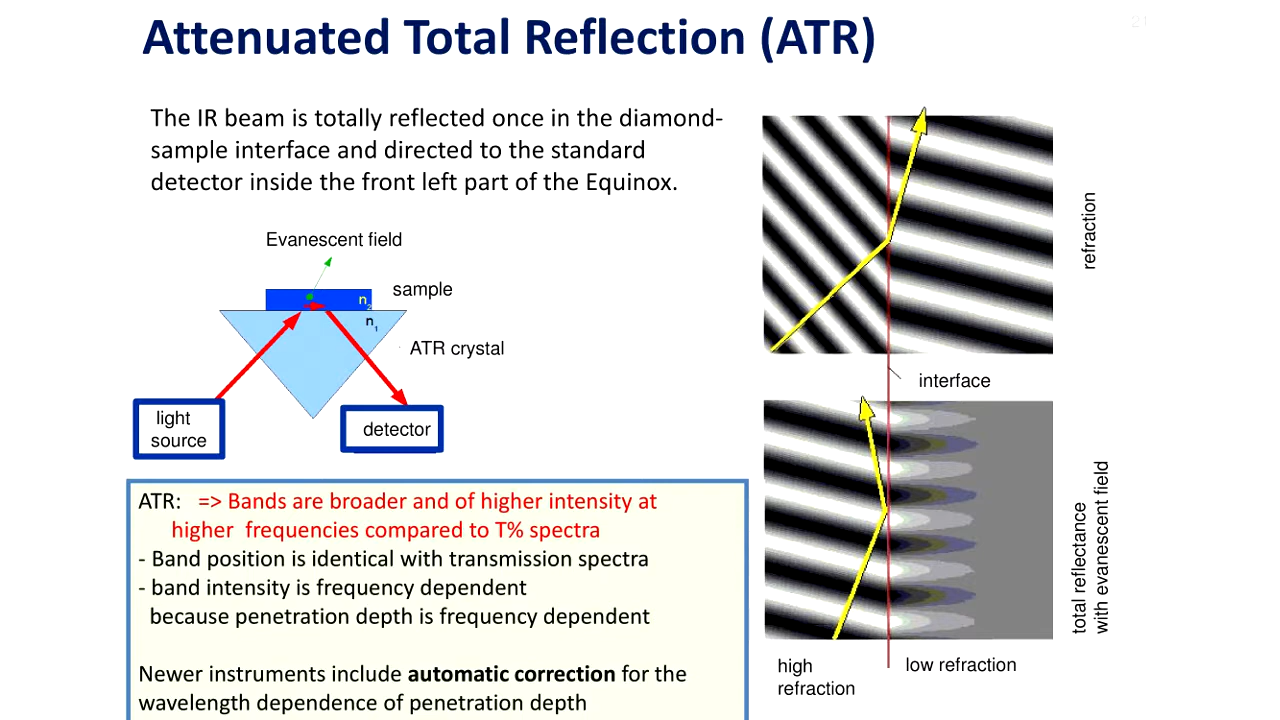 Attenuated Total Reflection (ATR)
21
The IR beam is totally reflected once in the diamond-
sample interface and directed to the standard
detector inside the front left part of the Equinox.
Evanescent field
sample
n2
n1
ATR crystal
light
source
detector
ATR: => Bands are broader and of higher intensity at
higher frequencies compared to T% spectra
- Band position is identical with transmission spectra
- band intensity is frequency dependent
because penetration depth is frequency dependent
Newer instruments include automatic correction for the
wavelength dependence of penetration depth
refraction
interface
total reflectance
with evanescent field
high
refraction
low refraction